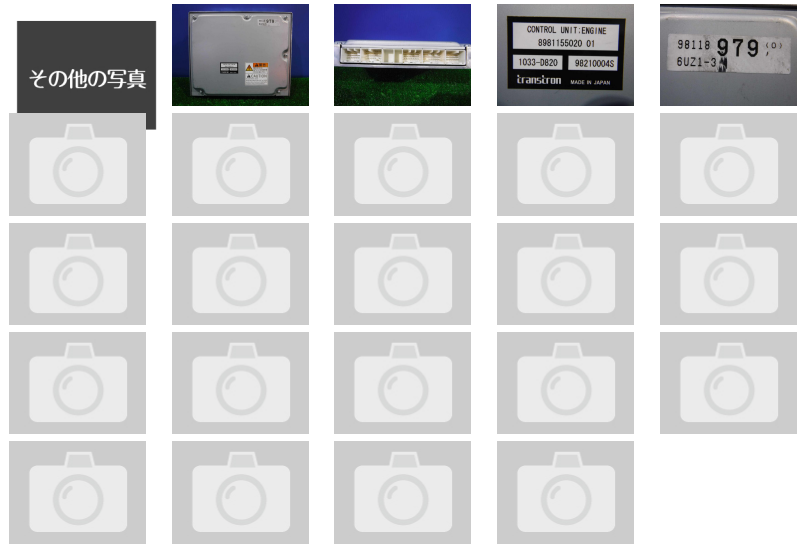 その他の写真
CONTROL UNIT:ENGINE
8981155020 01
1033-D820
98210004S
transtron MADE IN JAPAN
98118 979 (0)
6UZ1-3